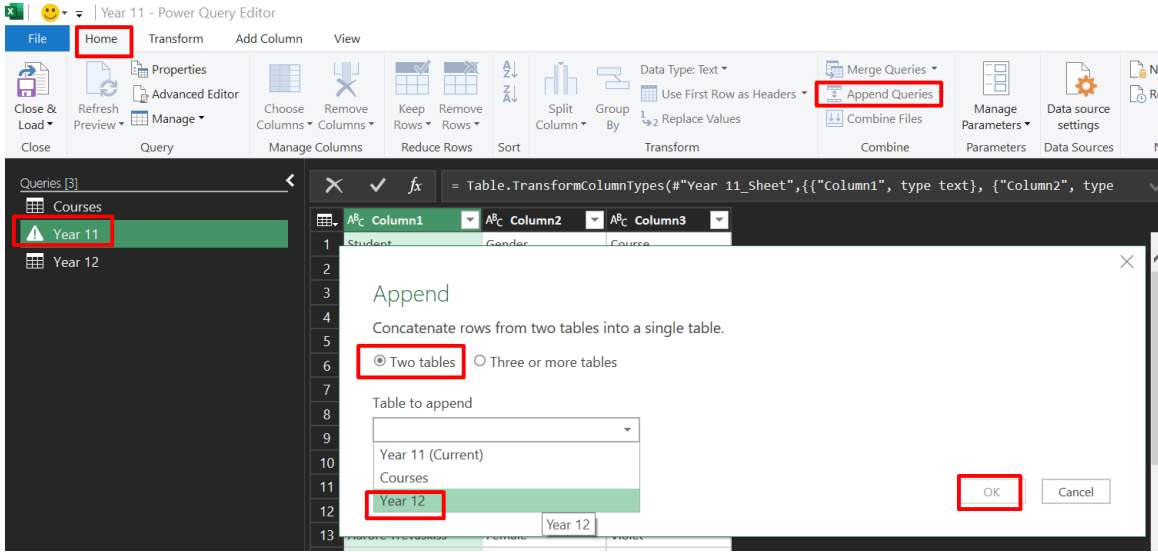 Year 11 - Power Query Editor
File Home Transform Add Column View
Close & Load
Refresh Preview
Properties
Advanced Editor
Manage
Choose Columns
Remove Columns
Keep Rows
Remove Rows
Split Column
Group By
Data Type: Text
Use First Row as Headers
Replace Values
Merge Queries
Append Queries
Combine Files
Manage Parameters
Data source settings
Close Query Manage Columns Reduce Rows Sort Transform Combine Parameters Data Sources
Queries [3]
Courses
Year 11
Year 12
fx = Table.TransformColumnTypes(#"Year 11_Sheet",{{"Column1", type text}, {"Column2", type
ABC Column1 ABC Column2 ABC Column3
1 Student Gender Course
2
3
4
5
6
7
8
9
10
11
12
13 Aurore Trevaskiss Female Violet
Append
Concatenate rows from two tables into a single table.
Two tables Three or more tables
Table to append
Year 11 (Current)
Courses
Year 12
Year 12
OK Cancel